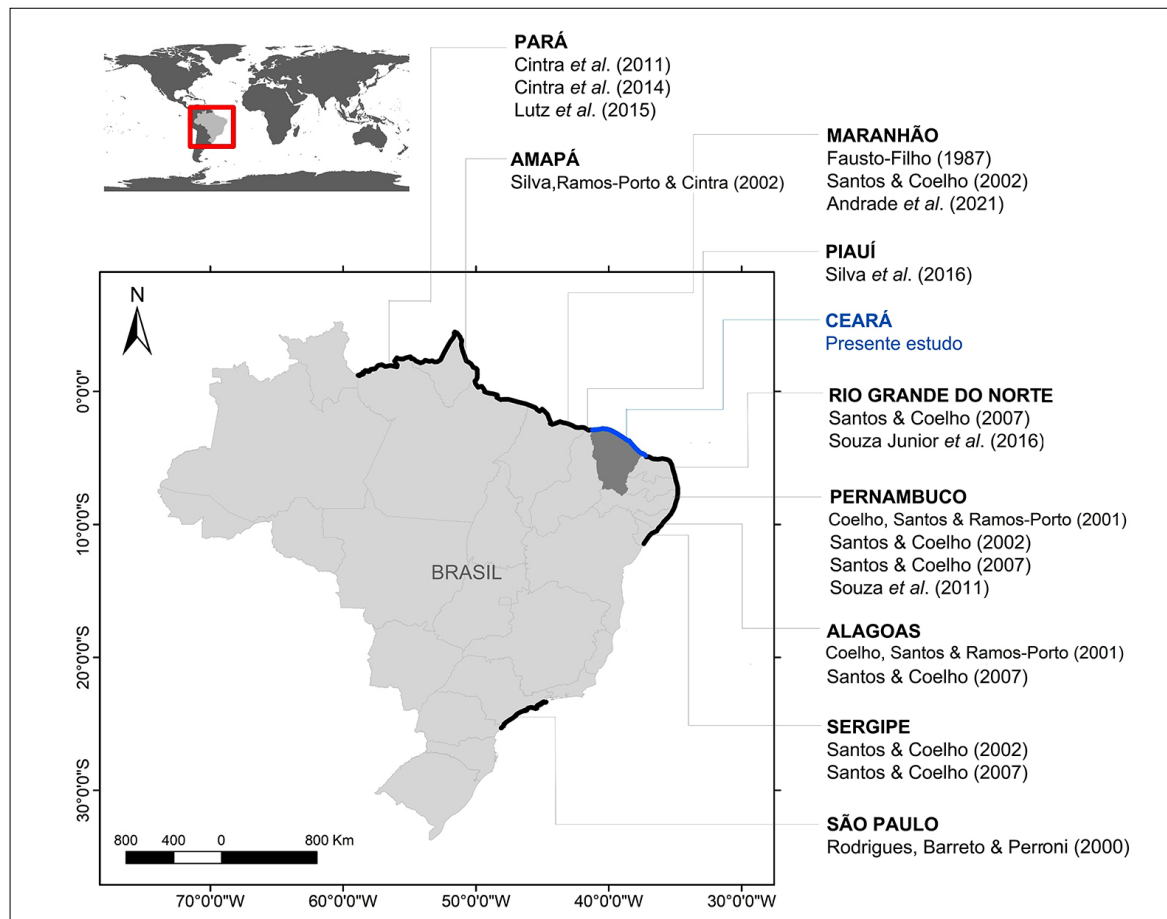 PARÁ
Cintra et al. (2011)
Cintra et al. (2014)
Lutz et al. (2015)
AMAPÁ
Silva,Ramos-Porto & Cintra (2002)
MARANHÃO
Fausto-Filho (1987)
Santos & Coelho (2002)
Andrade et al. (2021)
PIAUÍ
Silva et al. (2016)
CEARÁ
Presente estudo
RIO GRANDE DO NORTE
Santos & Coelho (2007)
Souza Junior et al. (2016)
PERNAMBUCO
Coelho, Santos & Ramos-Porto (2001)
Santos & Coelho (2002)
Santos & Coelho (2007)
Souza et al. (2011)
ALAGOAS
Coelho, Santos & Ramos-Porto (2001)
Santos & Coelho (2007)
SERGIPE
Santos & Coelho (2002)
Santos & Coelho (2007)
SÃO PAULO
Rodrigues, Barreto & Perroni (2000)
N
BRASIL
0°0'0"
10°0'0"S
20°0'0"S
30°0'0"S
800 400 0 800 Km
70°0'0"W 60°0'0"W 50°0'0"W 40°0'0"W 30°0'0"W